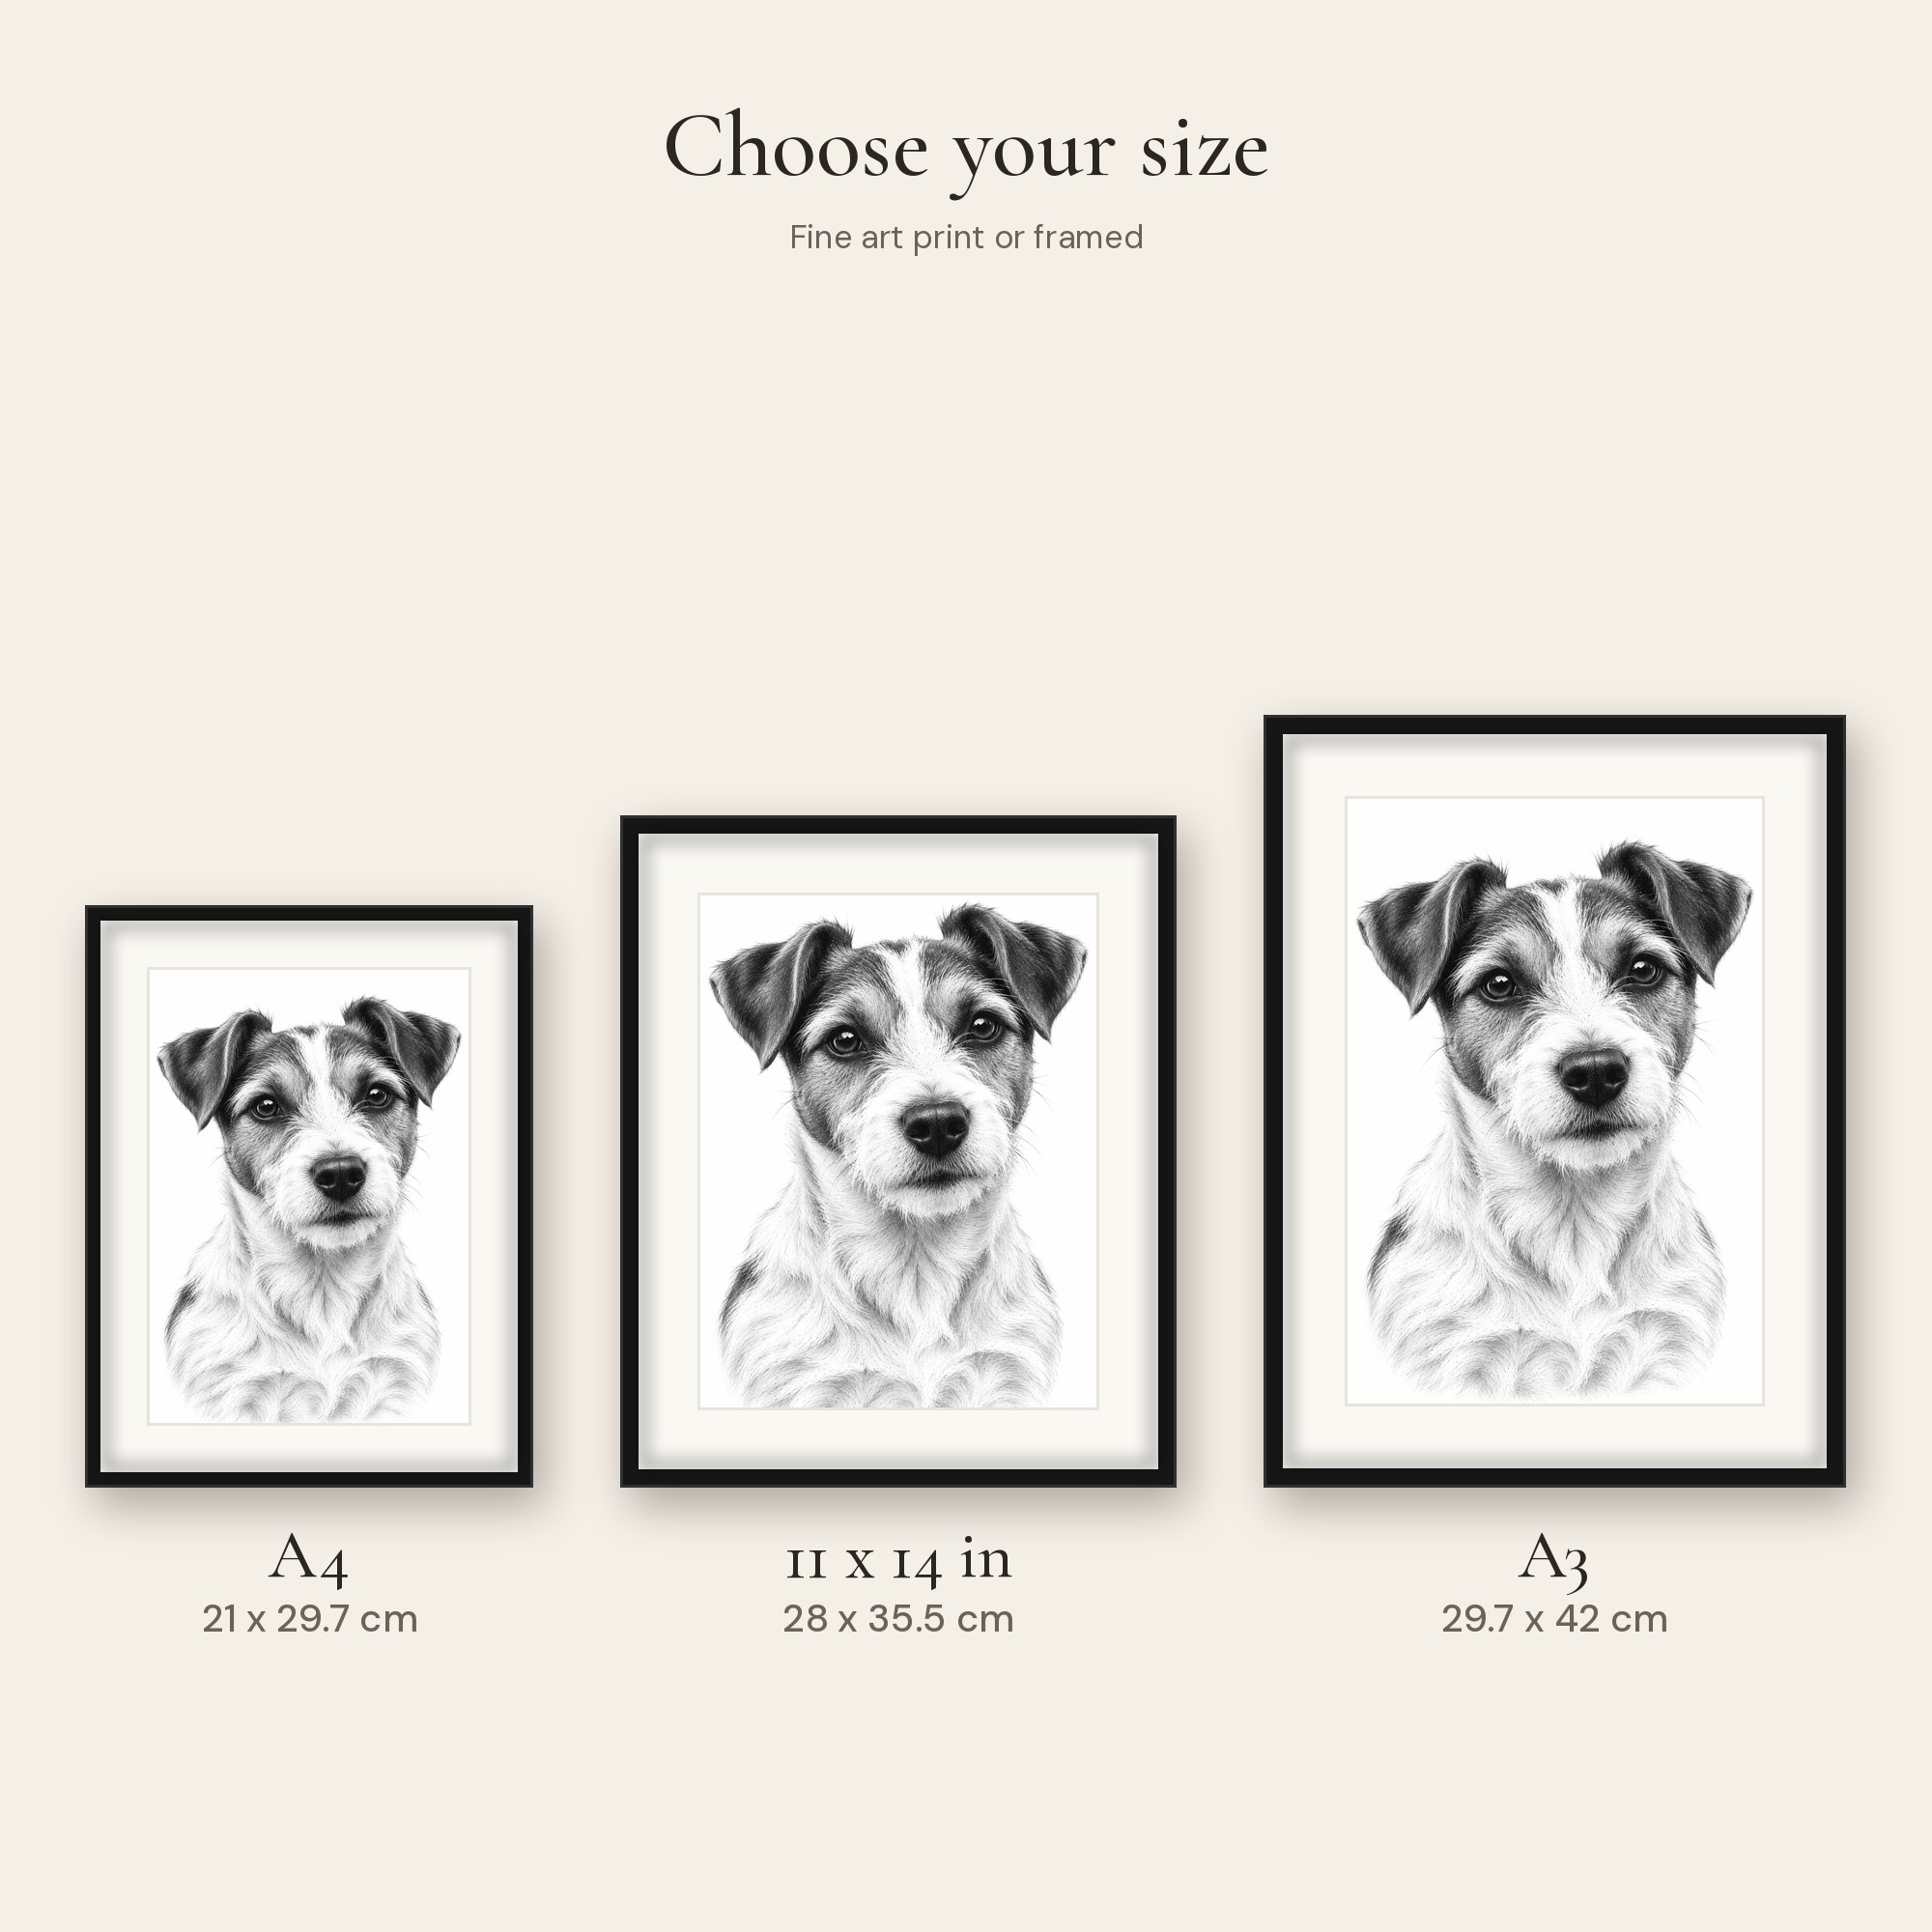 Choose your size
Fine art print or framed
A4
11 x 14 in
A3
21 x 29.7 cm
28 x 35.5 cm
29.7 x 42 cm